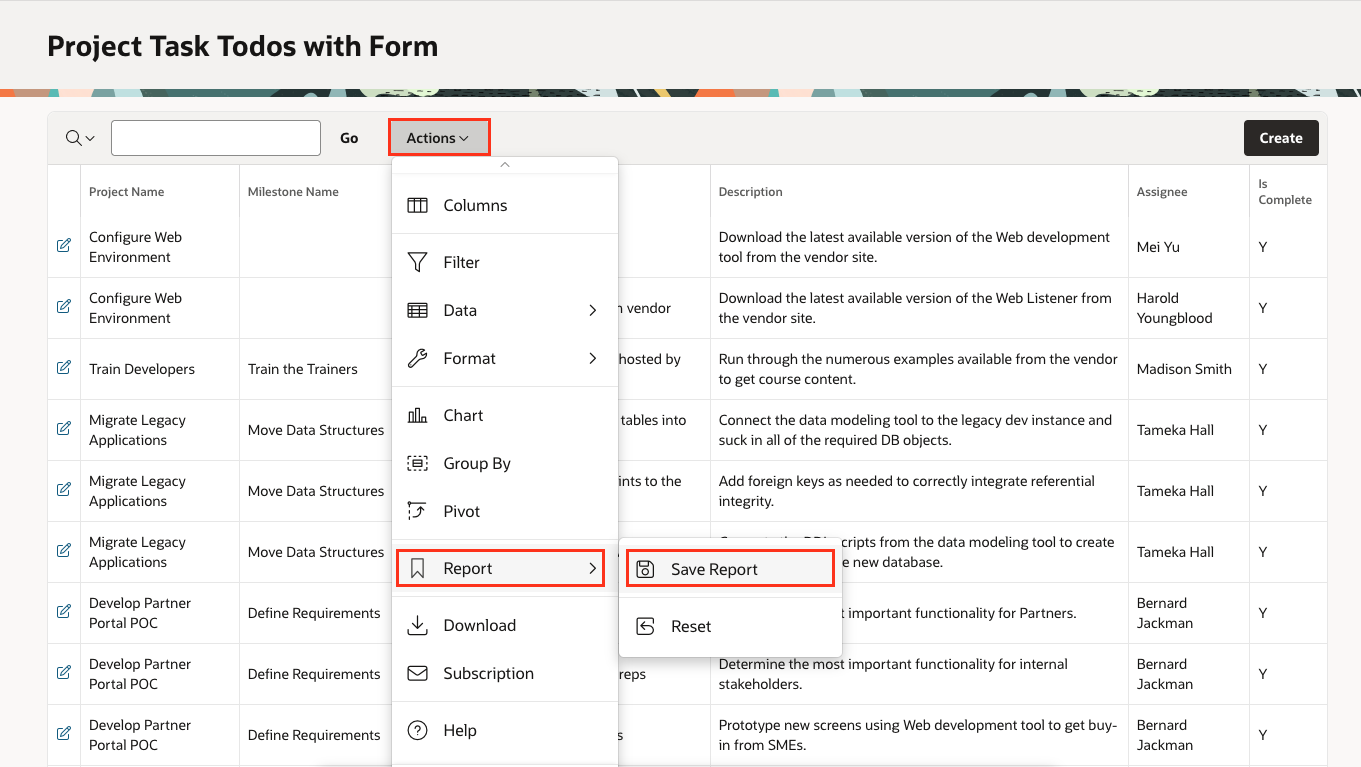 Project Task Todos with Form
Go
Actions
Create
Project Name
Milestone Name
Description
Assignee
Is
Complete
Columns
Filter
Data
Format
Chart
Group By
Pivot
Report
Download
Subscription
Help
Save Report
Reset
Configure Web
Environment
Download the latest available version of the Web development
tool from the vendor site.
Mei Yu
Y
Configure Web
Environment
vendor
Download the latest available version of the Web Listener from
the vendor site.
Harold
Youngblood
Y
Train Developers
Train the Trainers
hosted by
Run through the numerous examples available from the vendor
to get course content.
Madison Smith
Y
Migrate Legacy
Applications
Move Data Structures
tables into
Connect the data modeling tool to the legacy dev instance and
suck in all of the required DB objects.
Tameka Hall
Y
Migrate Legacy
Applications
Move Data Structures
ints to the
Add foreign keys as needed to correctly integrate referential
integrity.
Tameka Hall
Y
Migrate Legacy
Applications
Move Data Structures
cripts from the data modeling tool to create
e new database.
Tameka Hall
Y
Develop Partner
Portal POC
Define Requirements
t important functionality for Partners.
Bernard
Jackman
Y
Develop Partner
Portal POC
Define Requirements
reps
Determine the most important functionality for internal
stakeholders.
Bernard
Jackman
Y
Develop Partner
Portal POC
Define Requirements
s
Prototype new screens using Web development tool to get buy-
in from SMEs.
Bernard
Jackman
Y